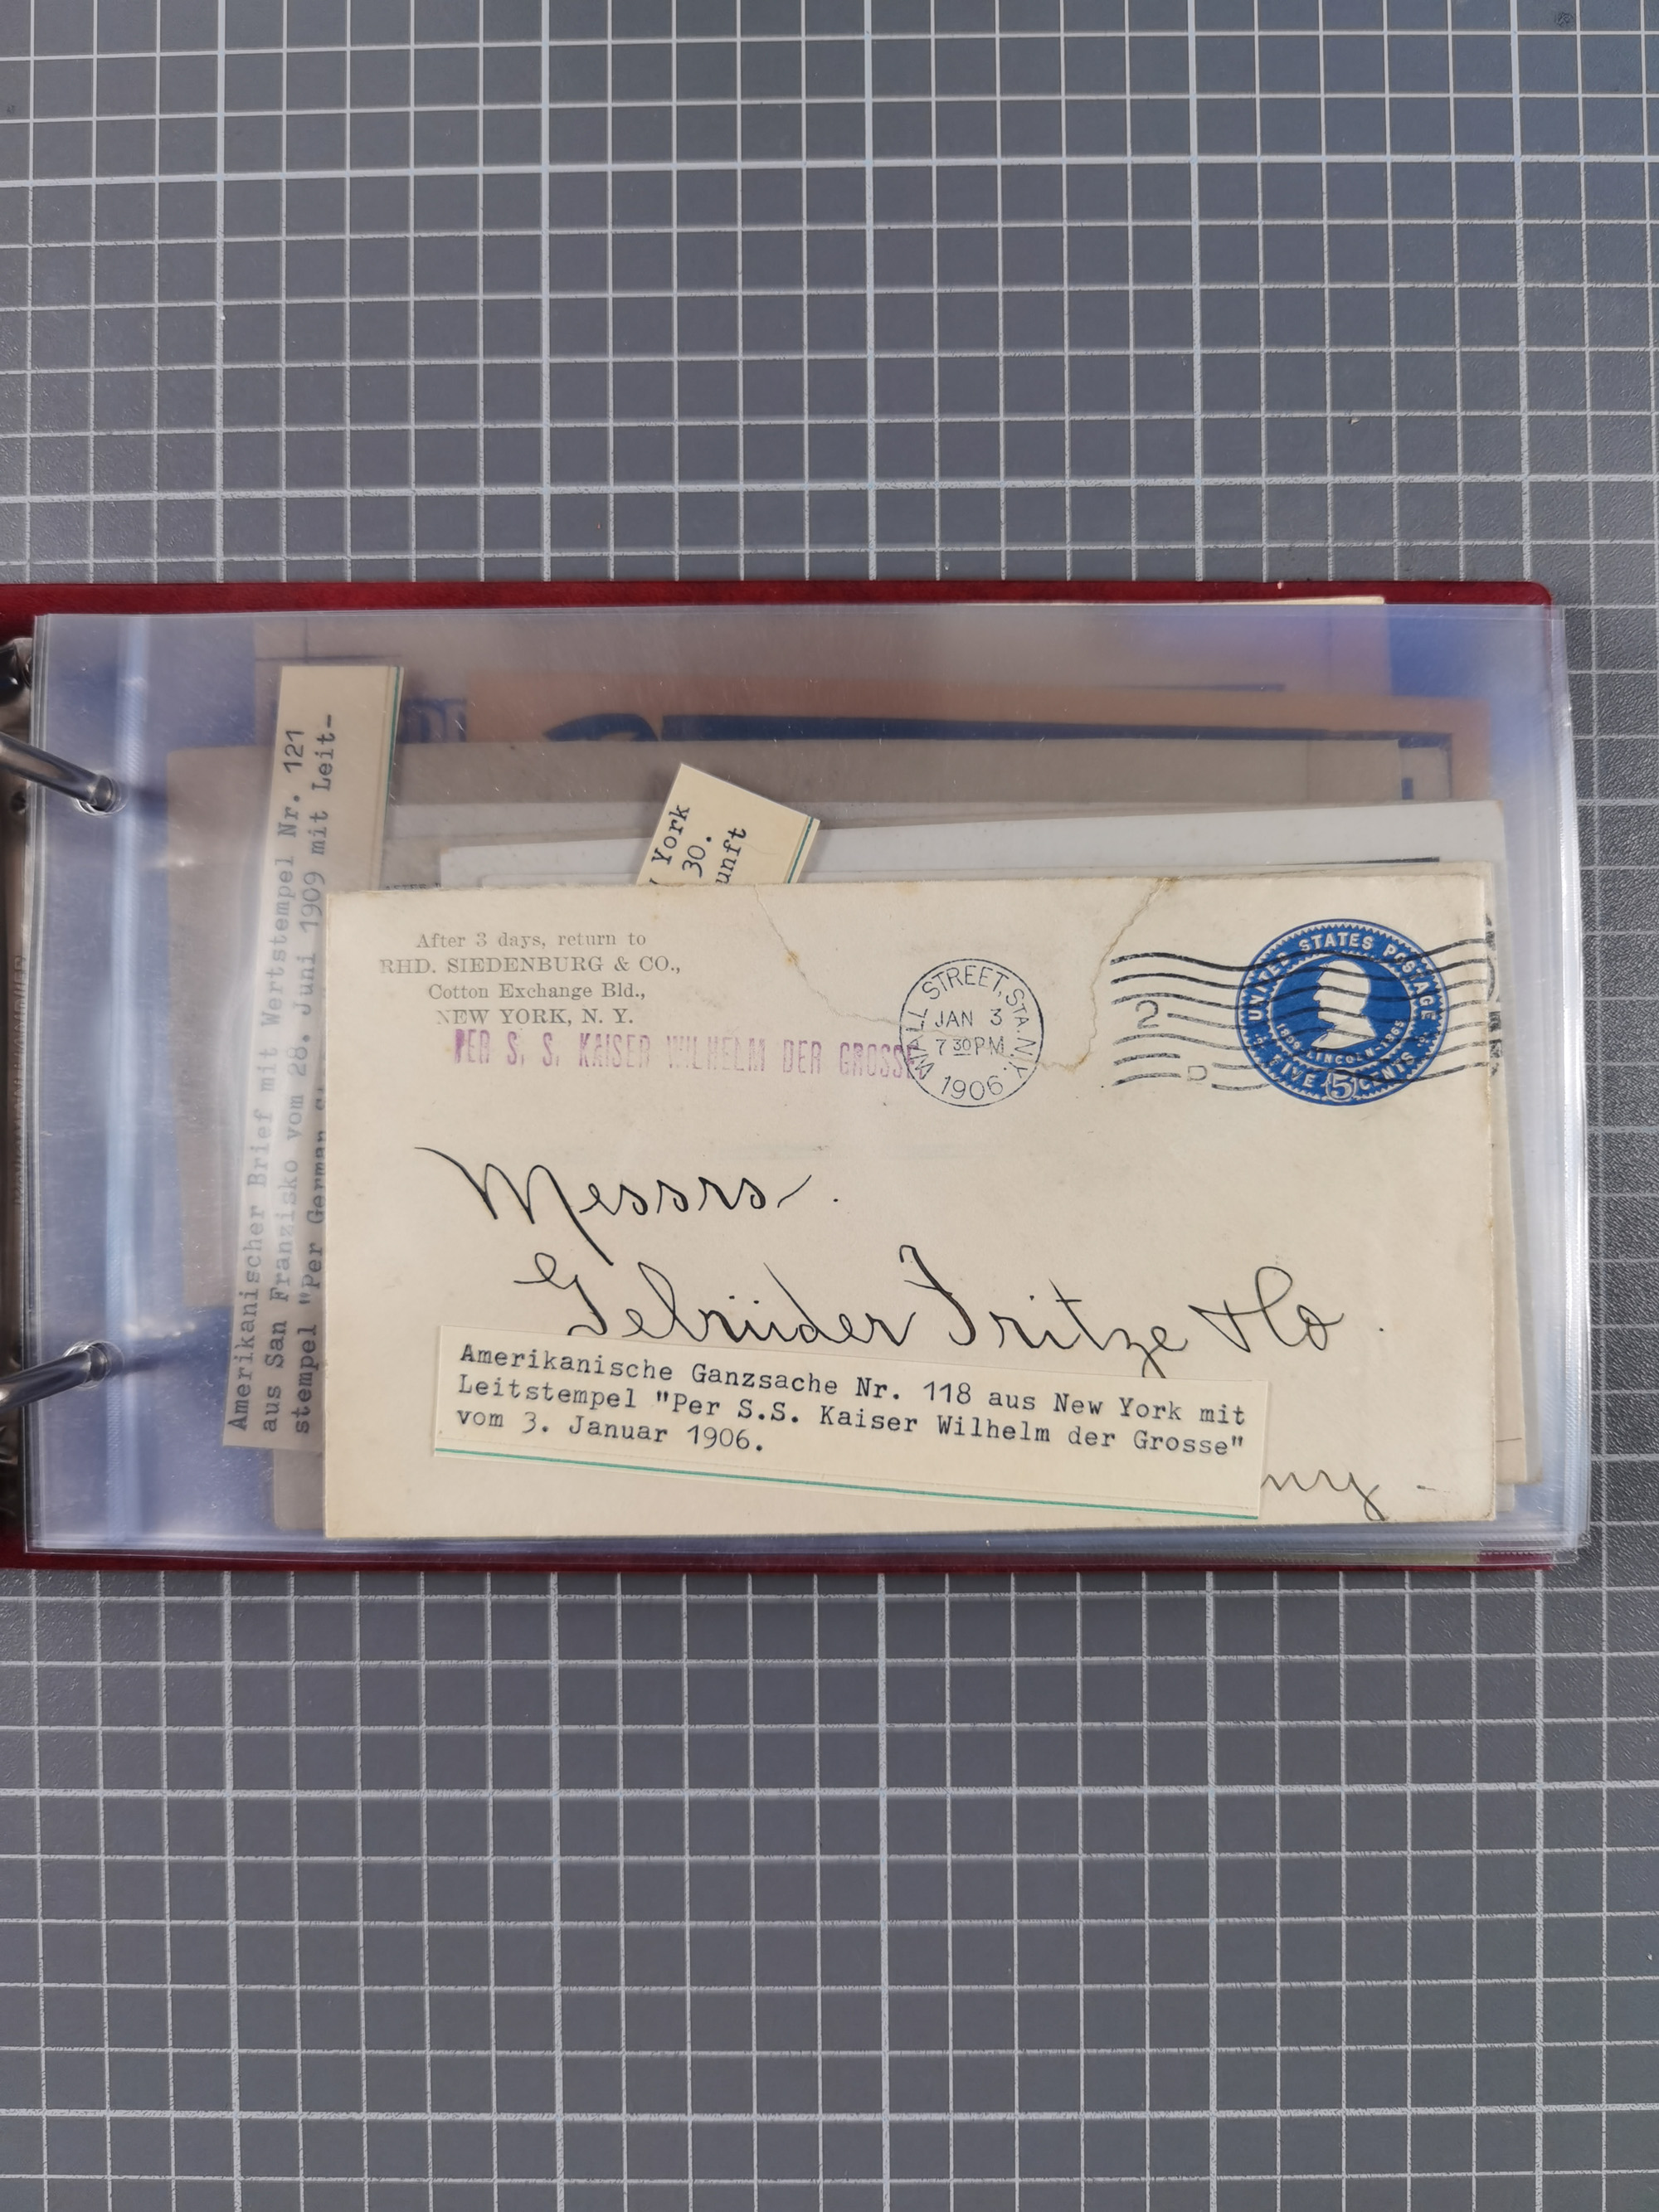 Amerikanischer Brief mit Wertstempel Nr. 121
aus San Franzisko vom 28. Juni 1909 mit Leit-
stempel "Per German
York
30.
unft
After 3 days, return to
RHD. SIEDENBURG & CO.,
Cotton Exchange Bld.,
NEW YORK, N. Y.
PER S. S. KAISER WILHELM DER GROSSE
WALL STREET, STA. N.Y.
JAN 3
7 30 PM
1906
2
UNITED STATES POSTAGE
1809 LINCOLN 1865
FIVE 5 CENTS
Messrs.
Gebrüder Fritze & Co.
Amerikanische Ganzsache Nr. 118 aus New York mit
Leitstempel "Per S.S. Kaiser Wilhelm der Grosse"
vom 3. Januar 1906.
ny -